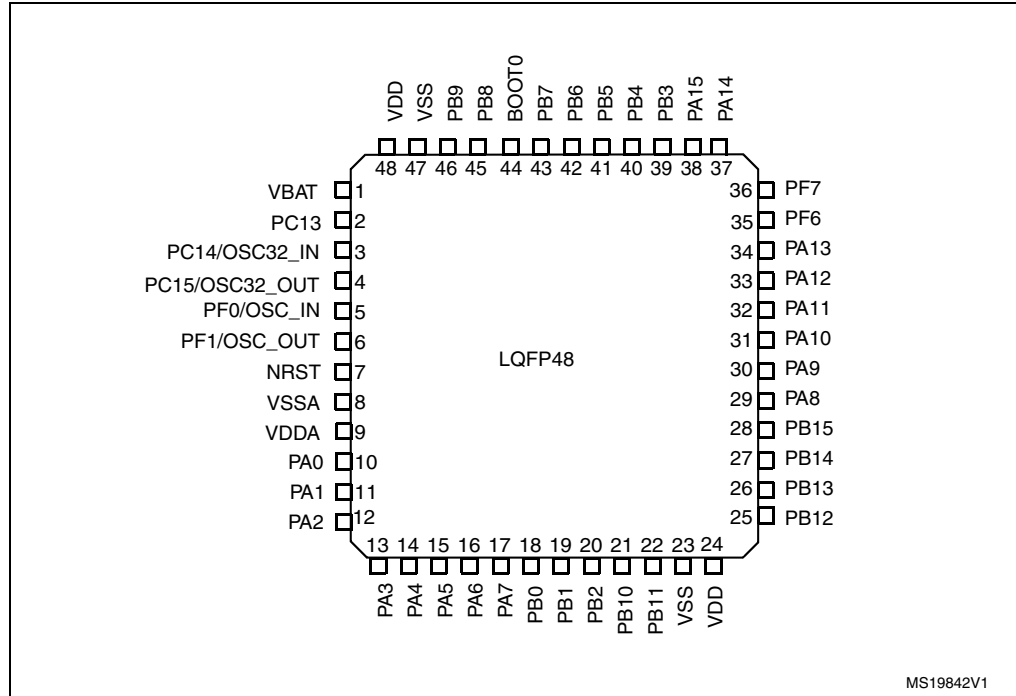 VDD VSS PB9 PB8 BOOT0 PB7 PB6 PB5 PB4 PB3 PA15 PA14
48 47 46 45 44 43 42 41 40 39 38 37
VBAT 1 36 PF7
PC13 2 35 PF6
PC14/OSC32_IN 3 34 PA13
PC15/OSC32_OUT 4 33 PA12
PF0/OSC_IN 5 32 PA11
PF1/OSC_OUT 6 31 PA10
LQFP48
NRST 7 30 PA9
VSSA 8 29 PA8
VDDA 9 28 PB15
PA0 10 27 PB14
PA1 11 26 PB13
PA2 12 25 PB12
13 14 15 16 17 18 19 20 21 22 23 24
PA3 PA4 PA5 PA6 PA7 PB0 PB1 PB2 PB10 PB11 VSS VDD
MS19842V1